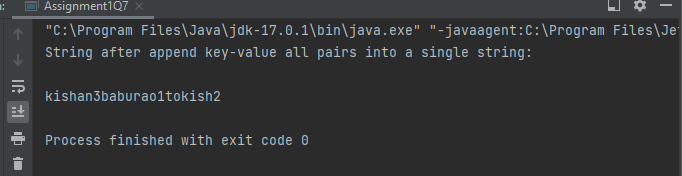 Assignment1Q7
"C:\Program Files\Java\jdk-17.0.1\bin\java.exe" "-javaagent:C:\Program Files\Je
String after append key-value all pairs into a single string:
kishan3baburao1tokish2
Process finished with exit code 0